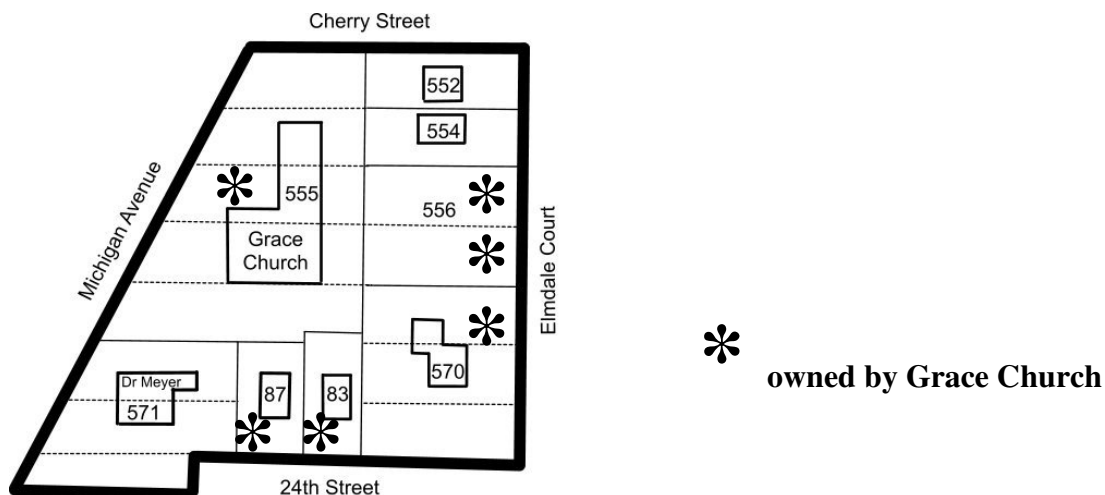 Cherry Street
552
554
555
556
Grace
Church
Michigan Avenue
Elmdale Court
570
Dr Meyer
571
87
83
24th Street
owned by Grace Church